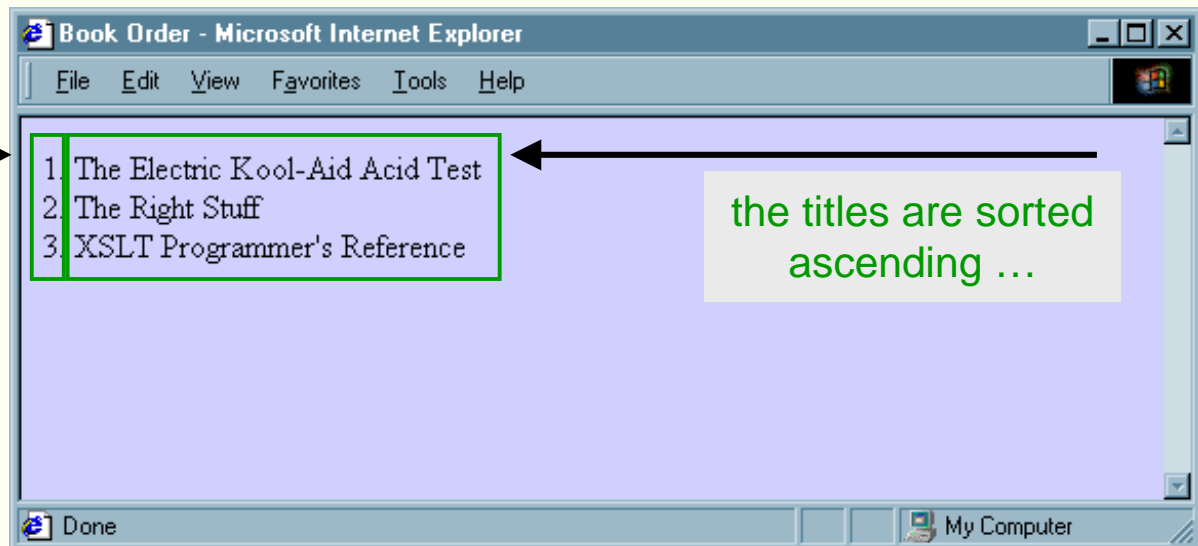 Book Order - Microsoft Internet Explorer
File Edit View Favorites Tools Help
1. The Electric Kool-Aid Acid Test
2. The Right Stuff
3. XSLT Programmer's Reference
the titles are sorted
ascending …
Done
My Computer